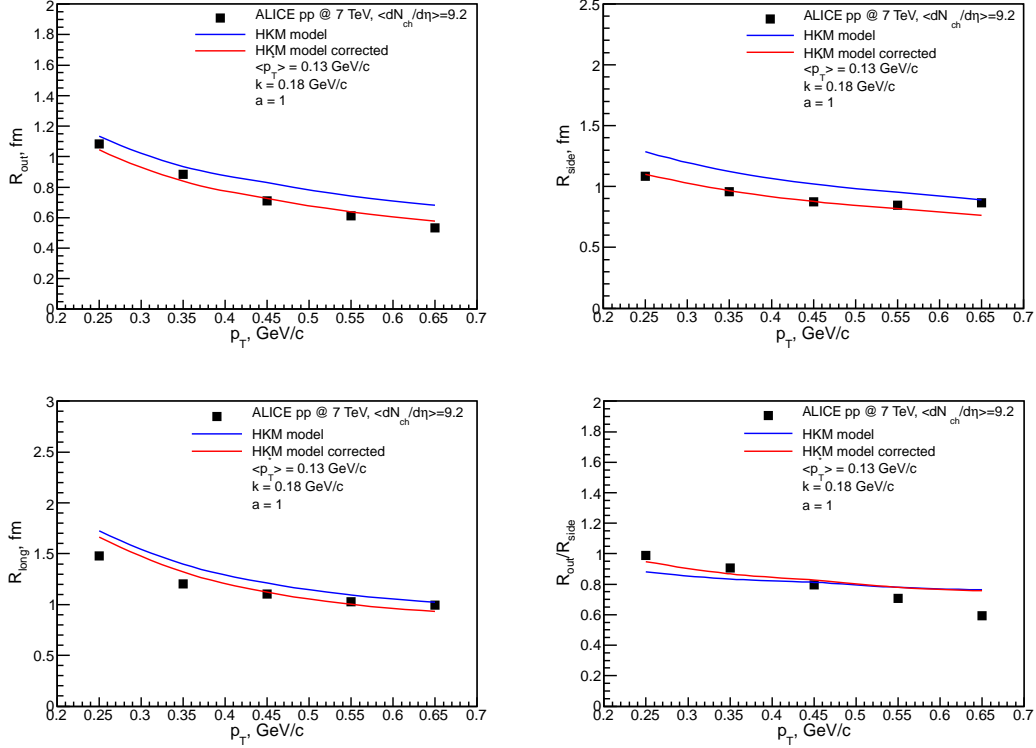 ALICE pp @ 7 TeV, <dN_ch/dη>=9.2
HKM model
HKM model corrected
<p*_T> = 0.13 GeV/c
k = 0.18 GeV/c
a = 1
R_out, fm
2
1.8
1.6
1.4
1.2
1
0.8
0.6
0.4
0.2
0
0.2 0.25 0.3 0.35 0.4 0.45 0.5 0.55 0.6 0.65 0.7
p_T, GeV/c
ALICE pp @ 7 TeV, <dN_ch/dη>=9.2
HKM model
HKM model corrected
<p*_T> = 0.13 GeV/c
k = 0.18 GeV/c
a = 1
R_side, fm
2.5
2
1.5
1
0.5
0
0.2 0.25 0.3 0.35 0.4 0.45 0.5 0.55 0.6 0.65 0.7
p_T, GeV/c
ALICE pp @ 7 TeV, <dN_ch/dη>=9.2
HKM model
HKM model corrected
<p*_T> = 0.13 GeV/c
k = 0.18 GeV/c
a = 1
R_long, fm
3
2.5
2
1.5
1
0.5
0
0.2 0.25 0.3 0.35 0.4 0.45 0.5 0.55 0.6 0.65 0.7
p_T, GeV/c
ALICE pp @ 7 TeV, <dN_ch/dη>=9.2
HKM model
HKM model corrected
<p*_T> = 0.13 GeV/c
k = 0.18 GeV/c
a = 1
R_out/R_side
2
1.8
1.6
1.4
1.2
1
0.8
0.6
0.4
0.2
0
0.2 0.25 0.3 0.35 0.4 0.45 0.5 0.55 0.6 0.65 0.7
p_T, GeV/c